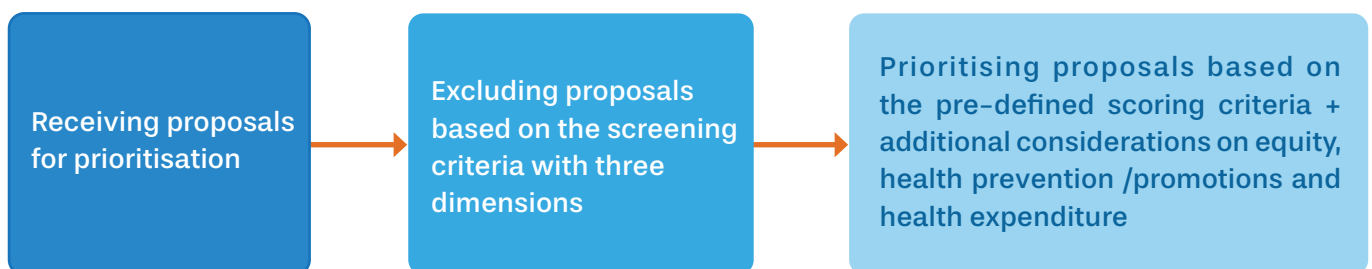 Receiving proposals
for prioritisation
Excluding proposals
based on the screening
criteria with three
dimensions
Prioritising proposals based on
the pre-defined scoring criteria +
additional considerations on equity,
health prevention /promotions and
health expenditure